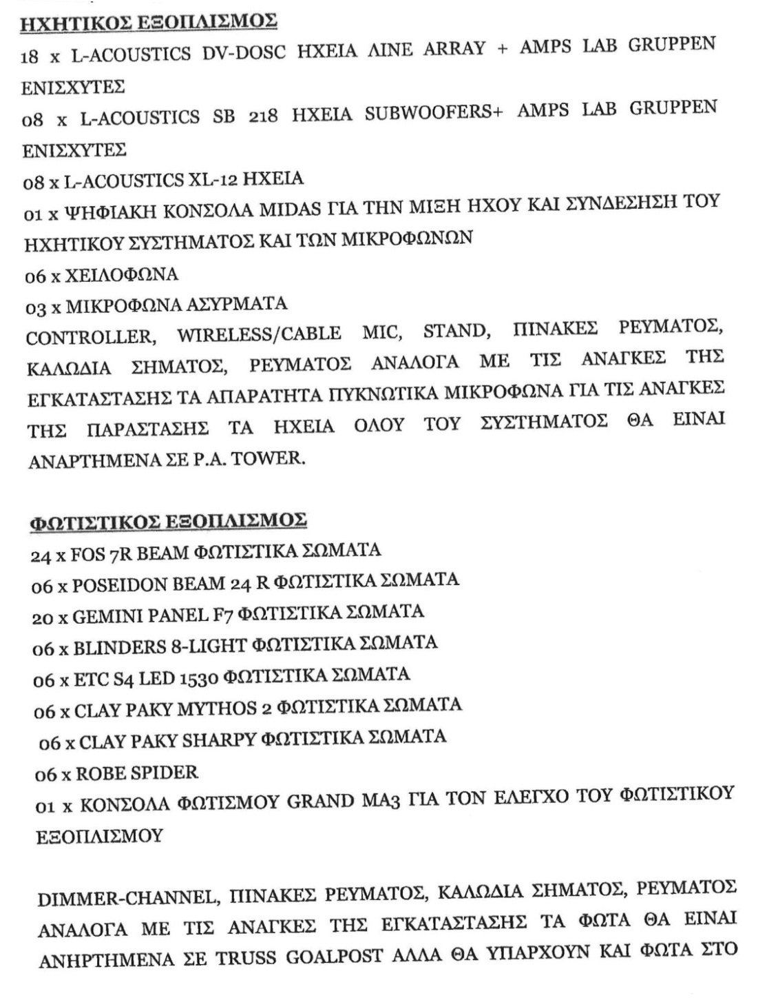 ΗΧΗΤΙΚΟΣ ΕΞΟΠΛΙΣΜΟΣ
18 x L-ACOUSTICS DV-DOSC ΗΧΕΙΑ ΛΙΝΕ ARRAY + AMPS LAB GRUPPEN
ΕΝΙΣΧΥΤΕΣ
08 x L-ACOUSTICS SB 218 ΗΧΕΙΑ SUBWOOFERS+ AMPS LAB GRUPPEN
ΕΝΙΣΧΥΤΕΣ
08 x L-ACOUSTICS XL-12 ΗΧΕΙΑ
01 x ΨΗΦΙΑΚΗ ΚΟΝΣΟΛΑ MIDAS ΓΙΑ ΤΗΝ ΜΙΞΗ ΗΧΟΥ ΚΑΙ ΣΥΝΔΕΣΗΣΗ ΤΟΥ
ΗΧΗΤΙΚΟΥ ΣΥΣΤΗΜΑΤΟΣ ΚΑΙ ΤΩΝ ΜΙΚΡΟΦΩΝΩΝ
06 x ΧΕΙΛΟΦΩΝΑ
03 x ΜΙΚΡΟΦΩΝΑ ΑΣΥΡΜΑΤΑ
CONTROLLER, WIRELESS/CABLE MIC, STAND, ΠΙΝΑΚΕΣ ΡΕΥΜΑΤΟΣ,
ΚΑΛΩΔΙΑ ΣΗΜΑΤΟΣ, ΡΕΥΜΑΤΟΣ ΑΝΑΛΟΓΑ ΜΕ ΤΙΣ ΑΝΑΓΚΕΣ ΤΗΣ
ΕΓΚΑΤΑΣΤΑΣΗΣ ΤΑ ΑΠΑΡΑΤΗΤΑ ΠΥΚΝΩΤΙΚΑ ΜΙΚΡΟΦΩΝΑ ΓΙΑ ΤΙΣ ΑΝΑΓΚΕΣ
ΤΗΣ ΠΑΡΑΣΤΑΣΗΣ ΤΑ ΗΧΕΙΑ ΟΛΟΥ ΤΟΥ ΣΥΣΤΗΜΑΤΟΣ ΘΑ ΕΙΝΑΙ
ΑΝΑΡΤΗΜΕΝΑ ΣΕ P.A. TOWER.
ΦΩΤΙΣΤΙΚΟΣ ΕΞΟΠΛΙΣΜΟΣ
24 x FOS 7R BEAM ΦΩΤΙΣΤΙΚΑ ΣΩΜΑΤΑ
06 x POSEIDON BEAM 24 R ΦΩΤΙΣΤΙΚΑ ΣΩΜΑΤΑ
20 x GEMINI PANEL F7 ΦΩΤΙΣΤΙΚΑ ΣΩΜΑΤΑ
06 x BLINDERS 8-LIGHT ΦΩΤΙΣΤΙΚΑ ΣΩΜΑΤΑ
06 x ETC S4 LED 1530 ΦΩΤΙΣΤΙΚΑ ΣΩΜΑΤΑ
06 x CLAY PAKY MYTHOS 2 ΦΩΤΙΣΤΙΚΑ ΣΩΜΑΤΑ
06 x CLAY PAKY SHARPY ΦΩΤΙΣΤΙΚΑ ΣΩΜΑΤΑ
06 x ROBE SPIDER
01 x ΚΟΝΣΟΛΑ ΦΩΤΙΣΜΟΥ GRAND MA3 ΓΙΑ ΤΟΝ ΕΛΕΓΧΟ ΤΟΥ ΦΩΤΙΣΤΙΚΟΥ
ΕΞΟΠΛΙΣΜΟΥ
DIMMER-CHANNEL, ΠΙΝΑΚΕΣ ΡΕΥΜΑΤΟΣ, ΚΑΛΩΔΙΑ ΣΗΜΑΤΟΣ, ΡΕΥΜΑΤΟΣ
ΑΝΑΛΟΓΑ ΜΕ ΤΙΣ ΑΝΑΓΚΕΣ ΤΗΣ ΕΓΚΑΤΑΣΤΑΣΗΣ ΤΑ ΦΩΤΑ ΘΑ ΕΙΝΑΙ
ΑΝΗΡΤΗΜΕΝΑ ΣΕ TRUSS GOALPOST ΑΛΛΑ ΘΑ ΥΠΑΡΧΟΥΝ ΚΑΙ ΦΩΤΑ ΣΤΟ